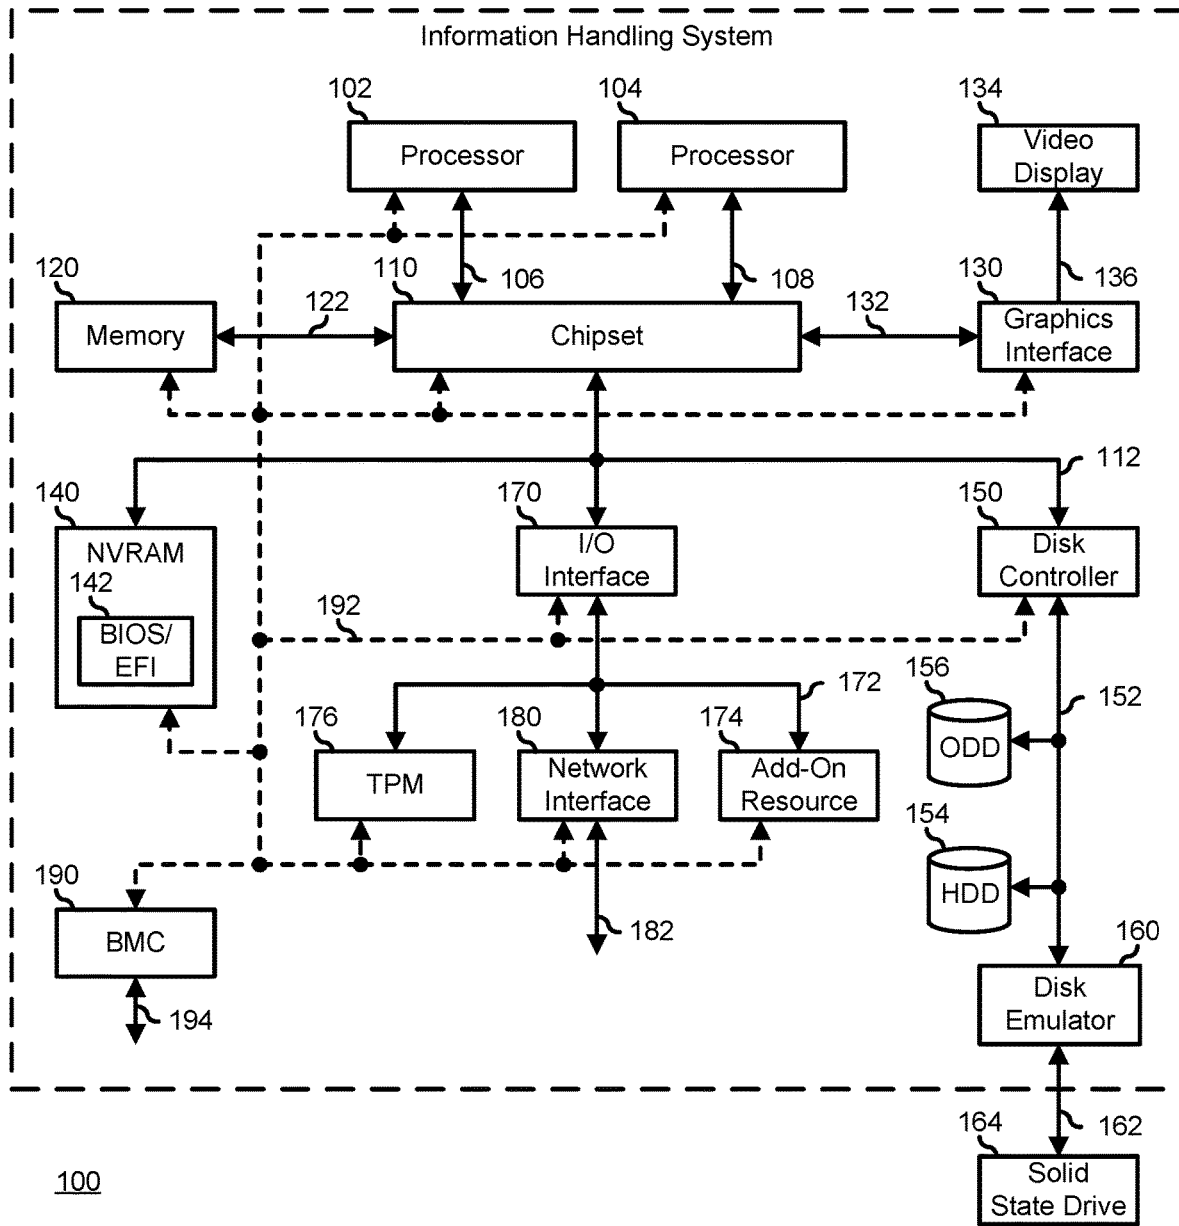 Information Handling System
102
104
134
Processor
Processor
Video
Display
120
110
106
108
130
136
122
132
Memory
Chipset
Graphics
Interface
112
140
170
150
NVRAM
I/O
Interface
Disk
Controller
142
192
BIOS/
EFI
156
172
152
176
180
174
ODD
TPM
Network
Interface
Add-On
Resource
154
190
HDD
BMC
182
160
194
Disk
Emulator
164
162
100
Solid
State Drive